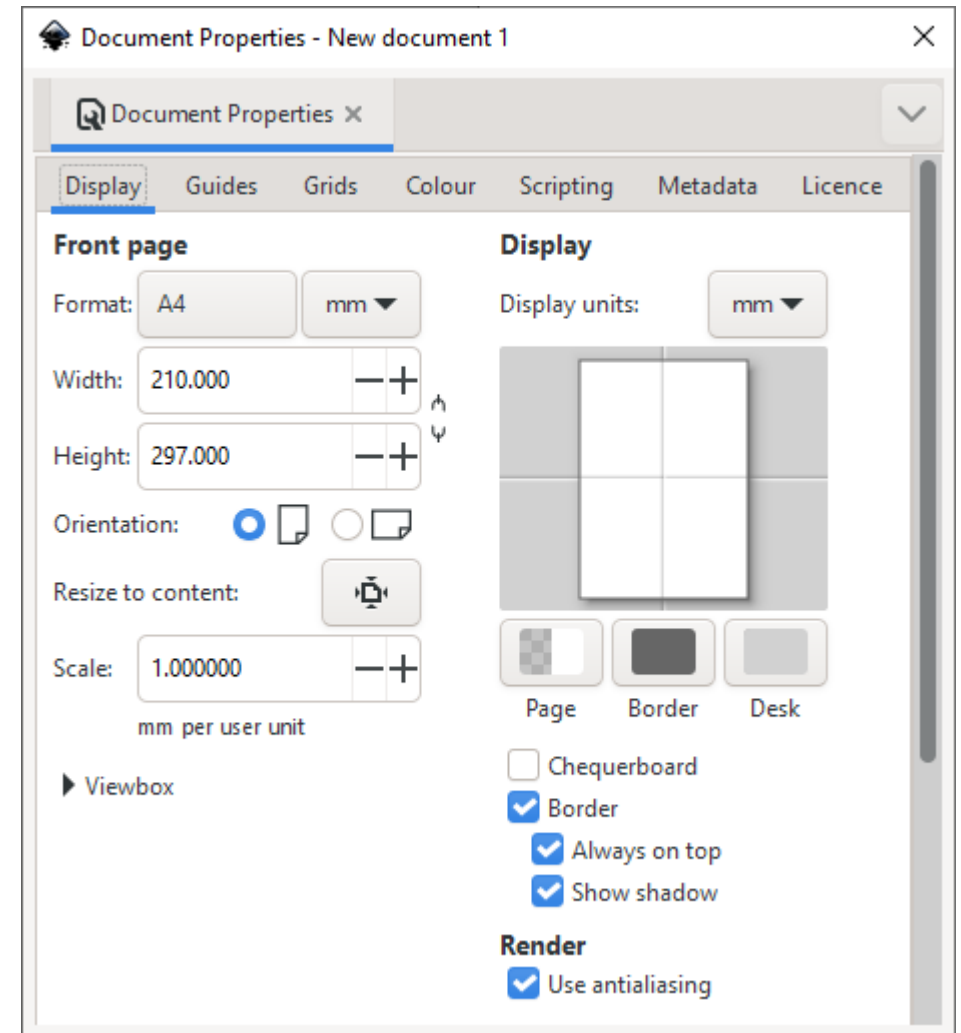 Document Properties - New document 1
Document Properties
Display Guides Grids Colour Scripting Metadata Licence
Front page
Format: A4 mm
Width: 210.000
Height: 297.000
Orientation:
Resize to content:
Scale: 1.000000
mm per user unit
Viewbox
Display
Display units: mm
Page Border Desk
Chequerboard
Border
Always on top
Show shadow
Render
Use antialiasing